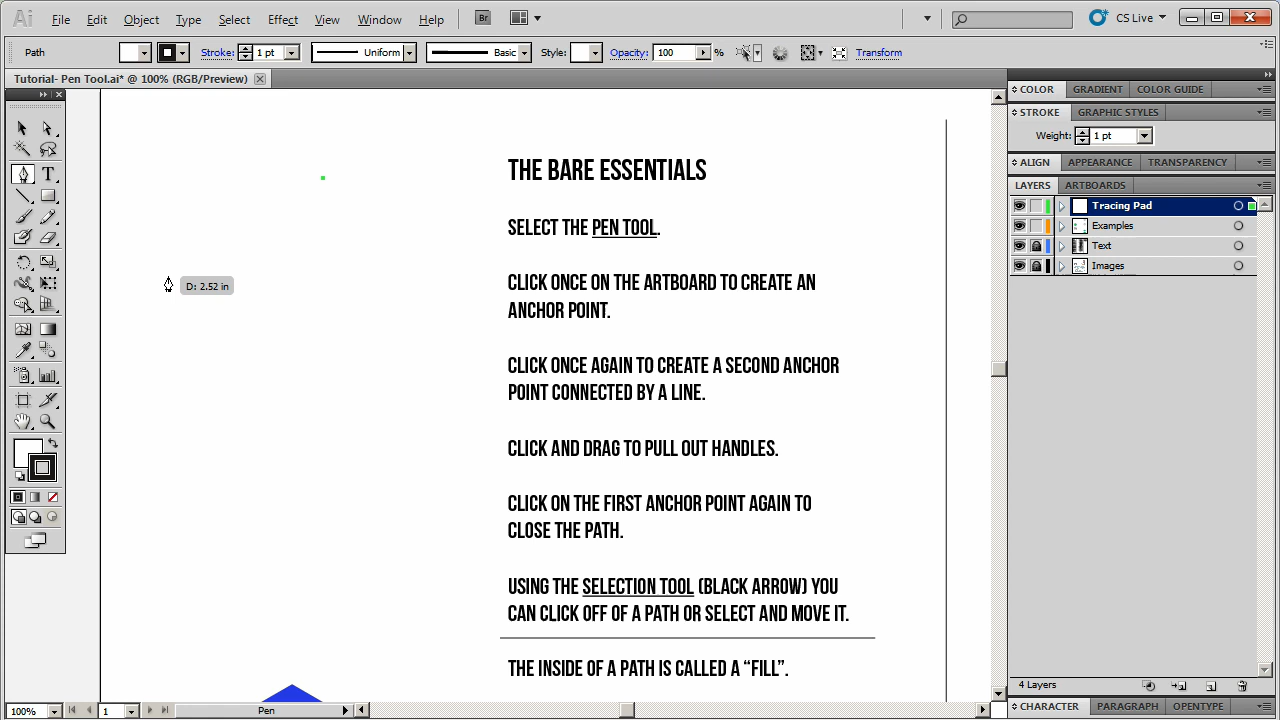 Ai File Edit Object Type Select Effect View Window Help Br CS Live
Path Stroke: 1 pt Uniform Basic Style: Opacity: 100 % Transform
Tutorial- Pen Tool.ai* @ 100% (RGB/Preview)
COLOR GRADIENT COLOR GUIDE
STROKE GRAPHIC STYLES
Weight: 1 pt
ALIGN APPEARANCE TRANSPARENCY
LAYERS ARTBOARDS
Tracing Pad
Examples
Text
Images
THE BARE ESSENTIALS
SELECT THE PEN TOOL.
CLICK ONCE ON THE ARTBOARD TO CREATE AN
ANCHOR POINT.
D: 2.52 in
CLICK ONCE AGAIN TO CREATE A SECOND ANCHOR
POINT CONNECTED BY A LINE.
CLICK AND DRAG TO PULL OUT HANDLES.
CLICK ON THE FIRST ANCHOR POINT AGAIN TO
CLOSE THE PATH.
USING THE SELECTION TOOL (BLACK ARROW) YOU
CAN CLICK OFF OF A PATH OR SELECT AND MOVE IT.
THE INSIDE OF A PATH IS CALLED A “FILL”.
4 Layers
CHARACTER PARAGRAPH OPENTYPE
100% 1 Pen